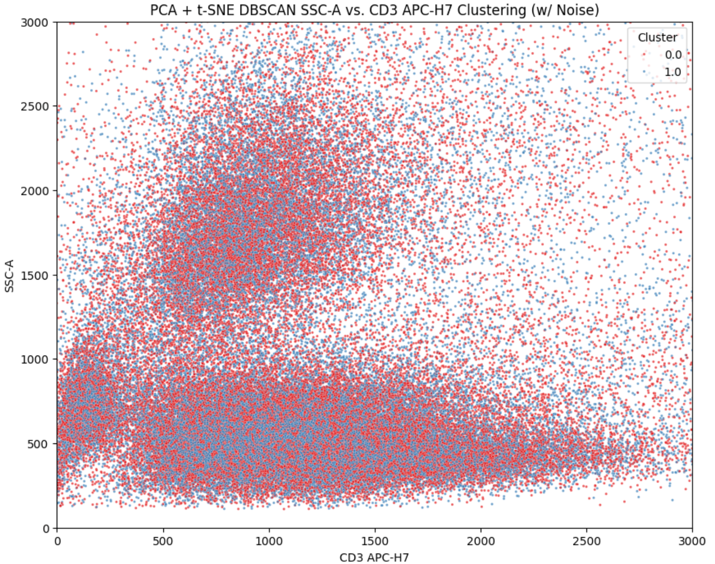 PCA + t-SNE DBSCAN SSC-A vs. CD3 APC-H7 Clustering (w/ Noise)
Cluster
0.0
1.0
3000
2500
2000
1500
1000
500
0
SSC-A
0 500 1000 1500 2000 2500 3000
CD3 APC-H7